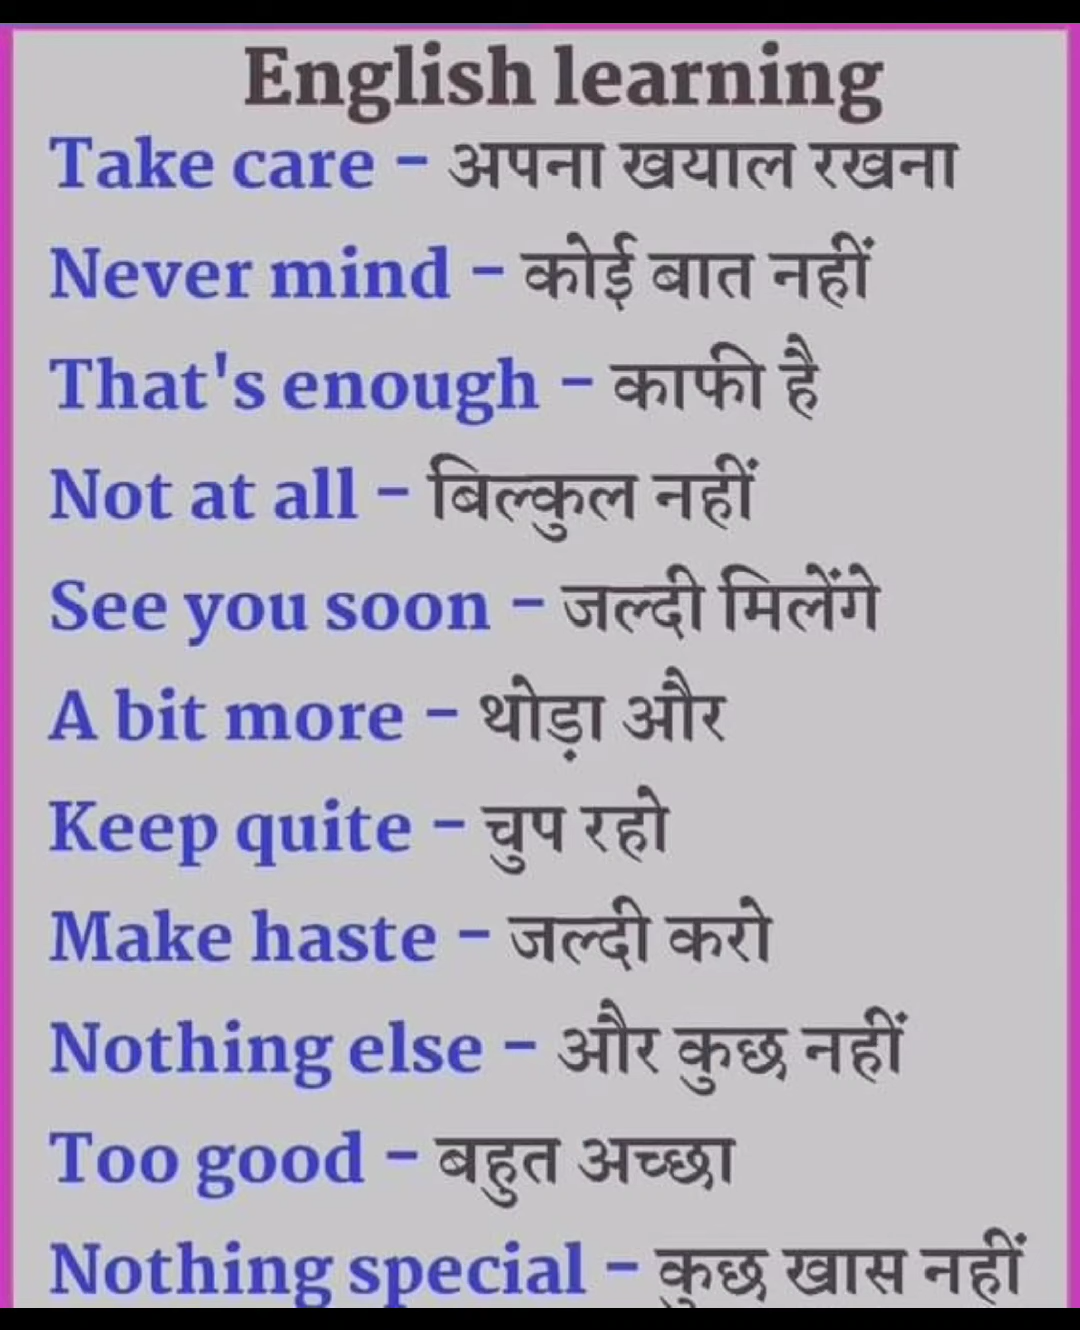 English learning
Take care - अपना खयाल रखना
Never mind - कोई बात नहीं
That's enough - काफी है
Not at all - बिल्कुल नहीं
See you soon - जल्दी मिलेंगे
A bit more - थोड़ा और
Keep quite - चुप रहो
Make haste - जल्दी करो
Nothing else - और कुछ नहीं
Too good - बहुत अच्छा
Nothing special - कुछ खास नहीं